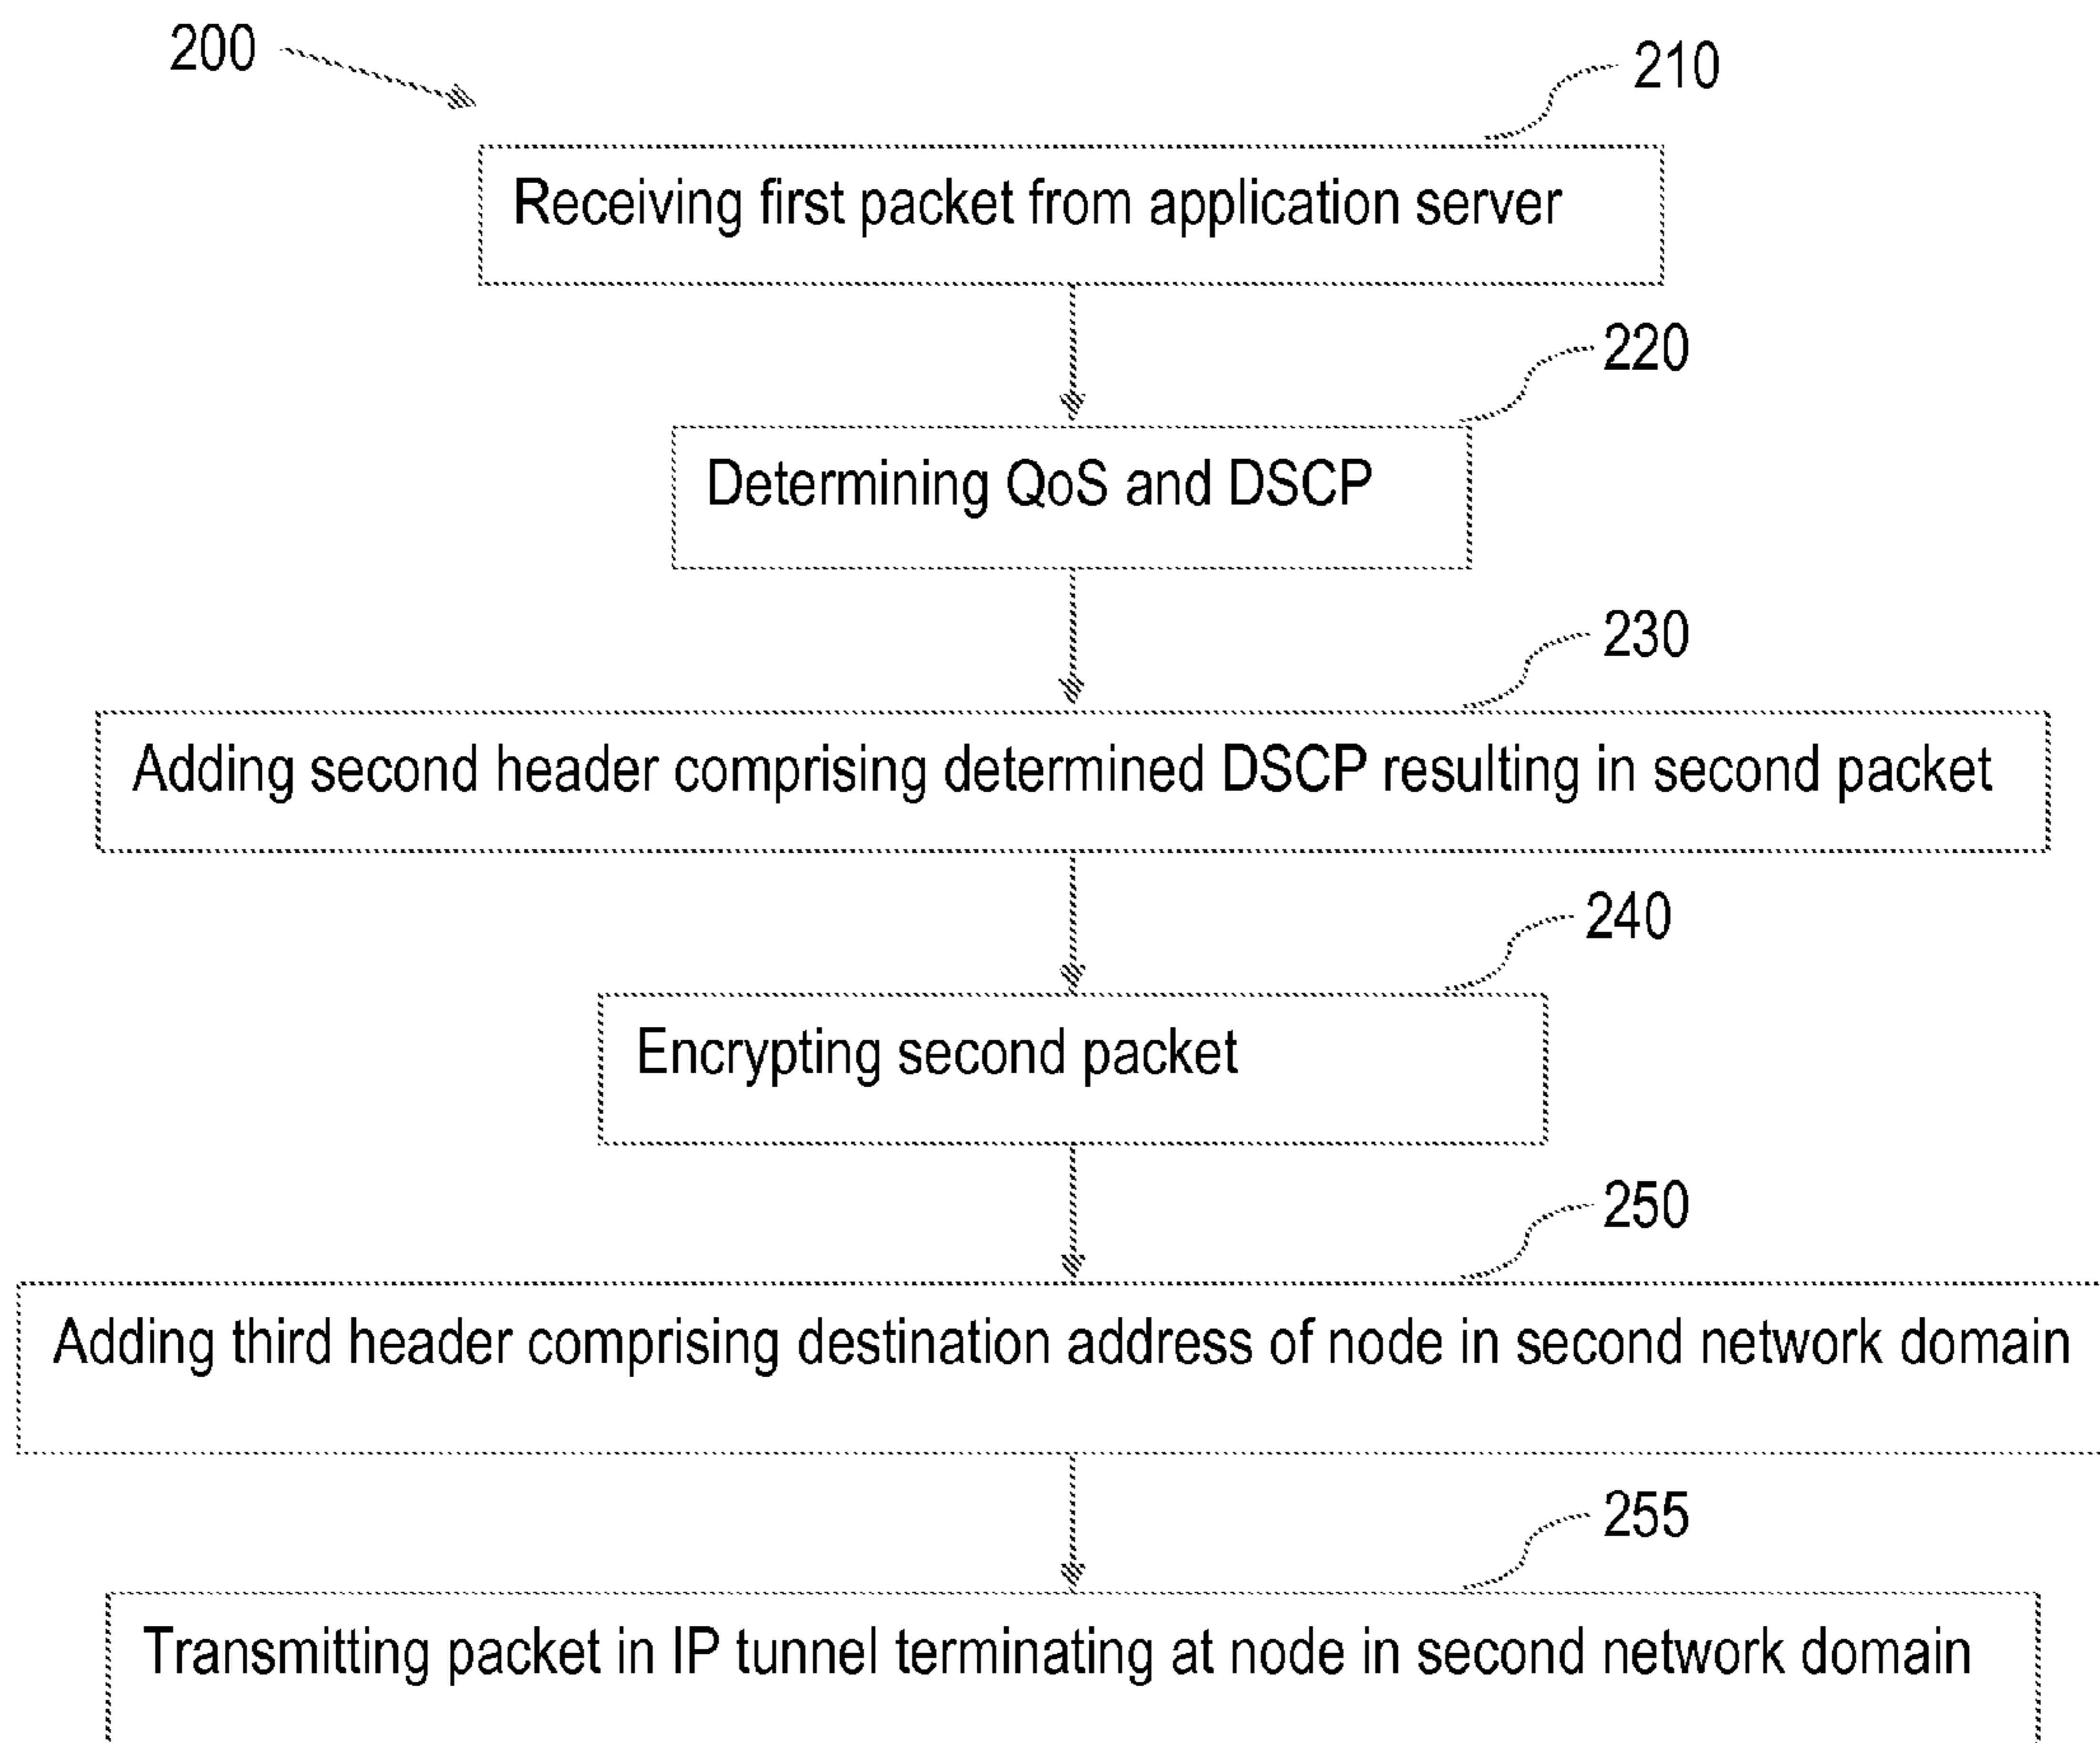 200
210
Receiving first packet from application server
220
Determining QoS and DSCP
230
Adding second header comprising determined DSCP resulting in second packet
240
Encrypting second packet
250
Adding third header comprising destination address of node in second network domain
255
Transmitting packet in IP tunnel terminating at node in second network domain